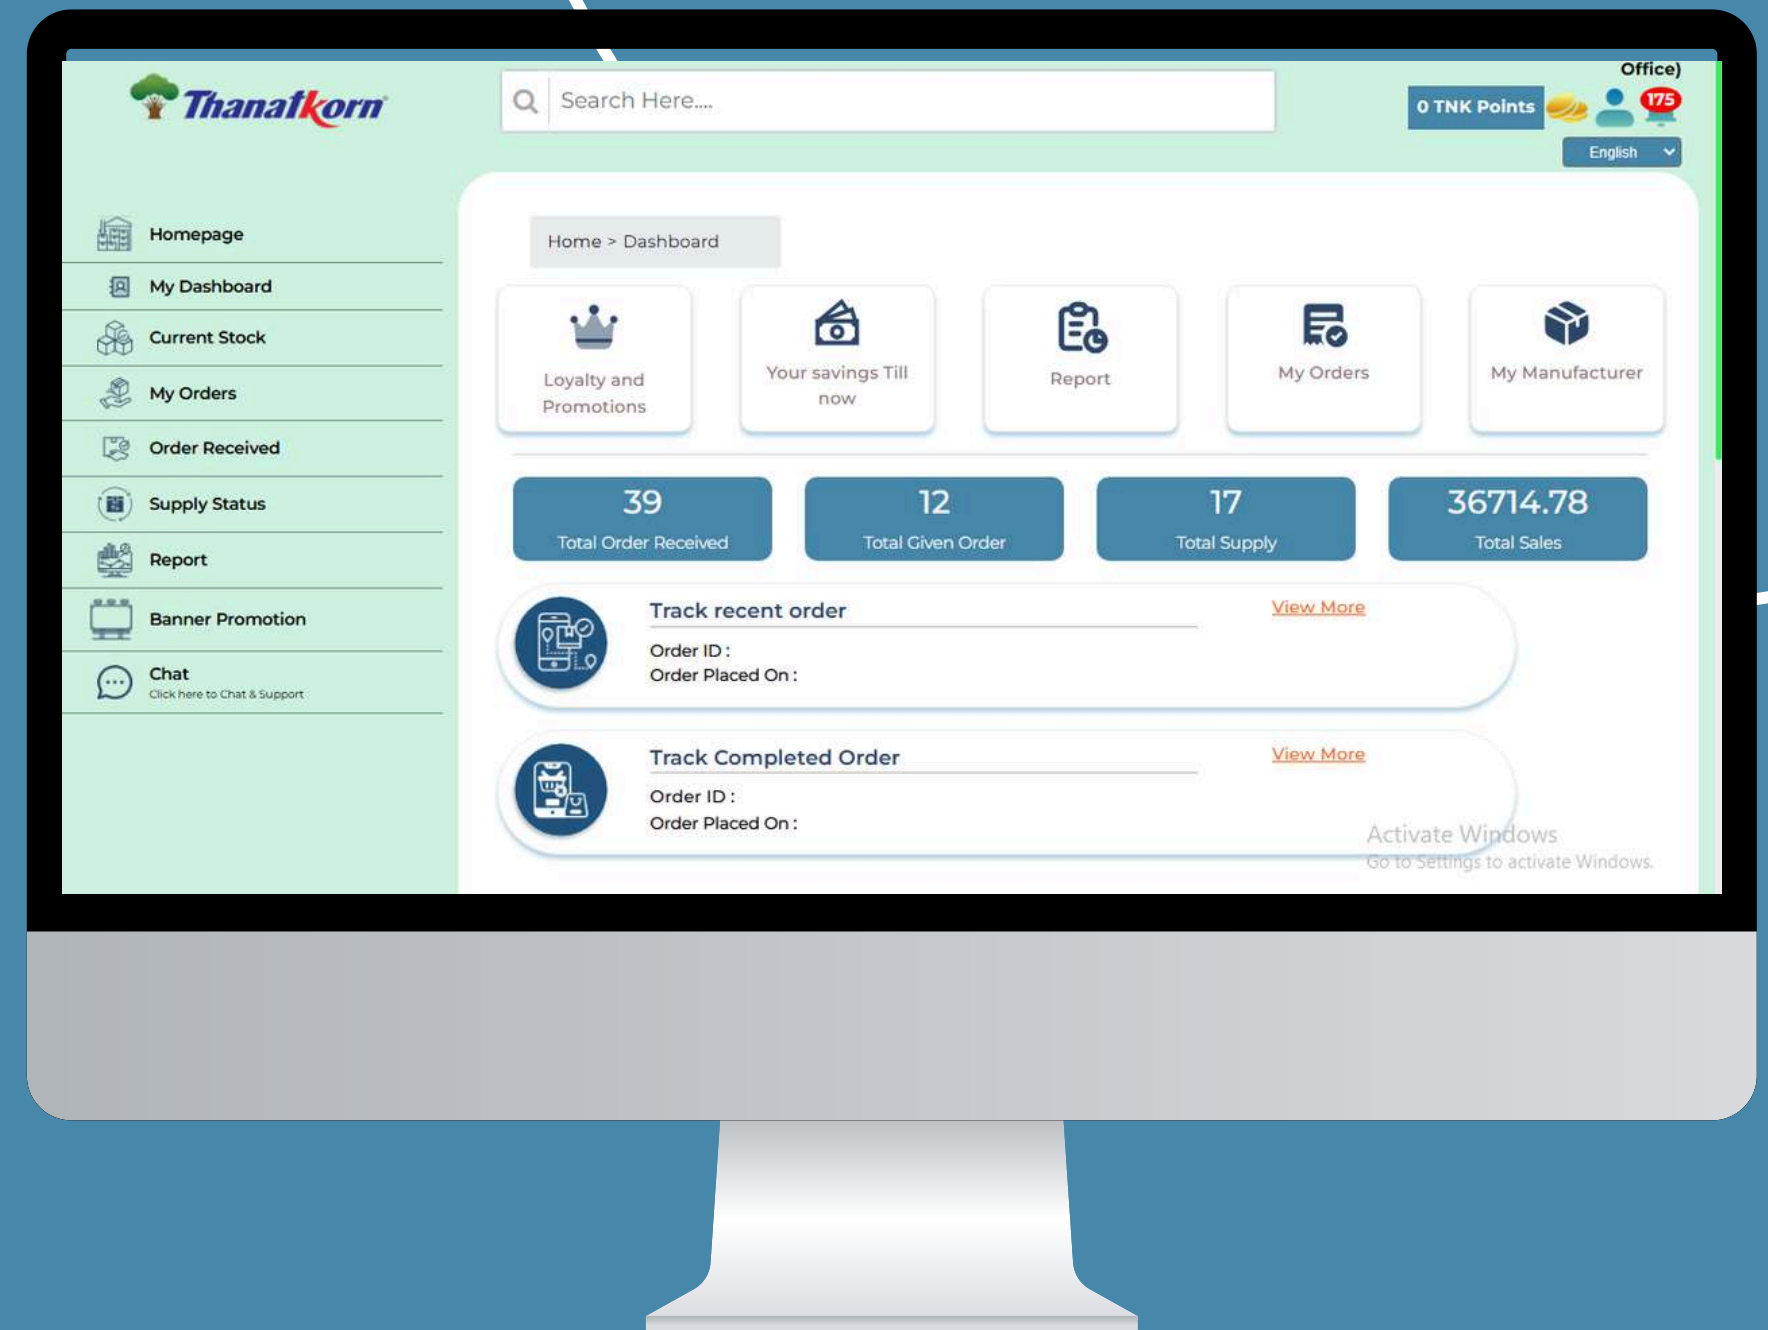 Office)
Thanafkorn
Search Here....
0 TNK Points
175
English
Homepage
My Dashboard
Current Stock
My Orders
Order Received
Supply Status
Report
Banner Promotion
Chat
Click here to Chat & Support
Home > Dashboard
Loyalty and
Promotions
Your savings Till
now
Report
My Orders
My Manufacturer
39
Total Order Received
12
Total Given Order
17
Total Supply
36714.78
Total Sales
Track recent order
View More
Order ID :
Order Placed On :
Track Completed Order
View More
Order ID :
Order Placed On :
Activate Windows
Go to Settings to activate Windows.